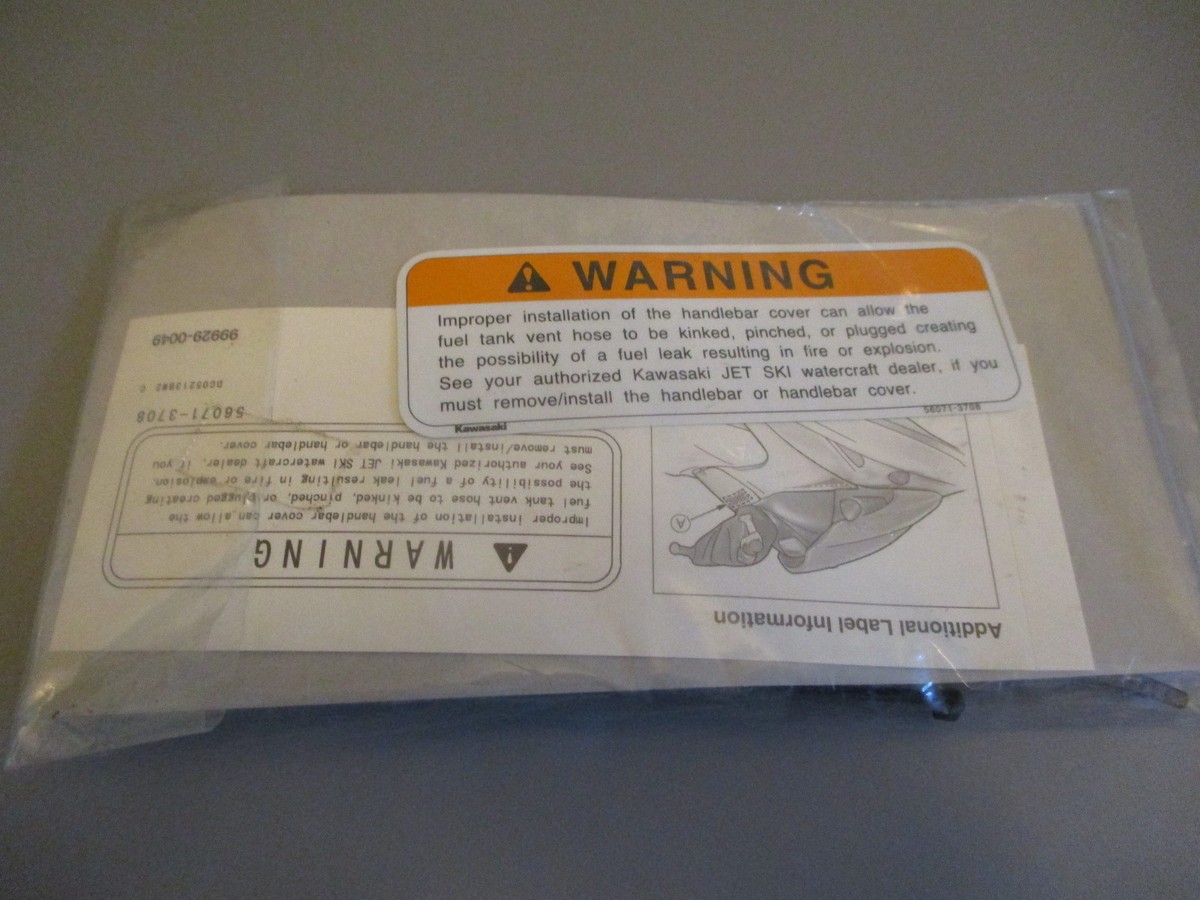 WARNING
Improper installation of the handlebar cover can allow the
fuel tank vent hose to be kinked, pinched, or plugged creating
the possibility of a fuel leak resulting in fire or explosion.
See your authorized Kawasaki JET SKI watercraft dealer, if you
must remove/install the handlebar or handlebar cover.
56071-3708
Kawasaki
Additional Label Information
A
WARNING
Improper installation of the handlebar cover can allow the
fuel tank vent hose to be kinked, pinched, or plugged creating
the possibility of a fuel leak resulting in fire or explosion.
See your authorized Kawasaki JET SKI watercraft dealer, if you
must remove/install the handlebar or handlebar cover.
56071-3708
99929-0049